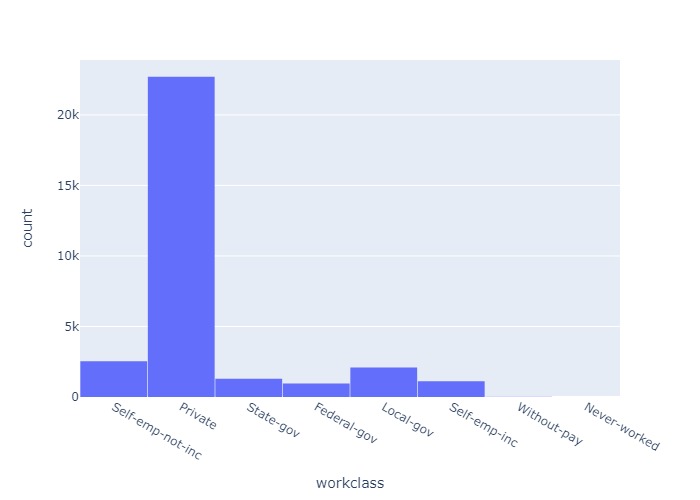 count
20k
15k
10k
5k
0
Self-emp-not-inc
Private
State-gov
Federal-gov
Local-gov
Self-emp-inc
Without-pay
Never-worked
workclass